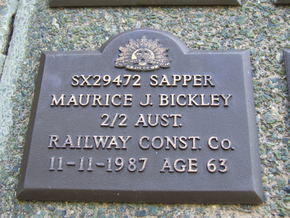 SX29472 SAPPER
MAURICE J. BICKLEY
2/2 AUST.
RAILWAY CONST. Co.
11-11-1987 AGE 63